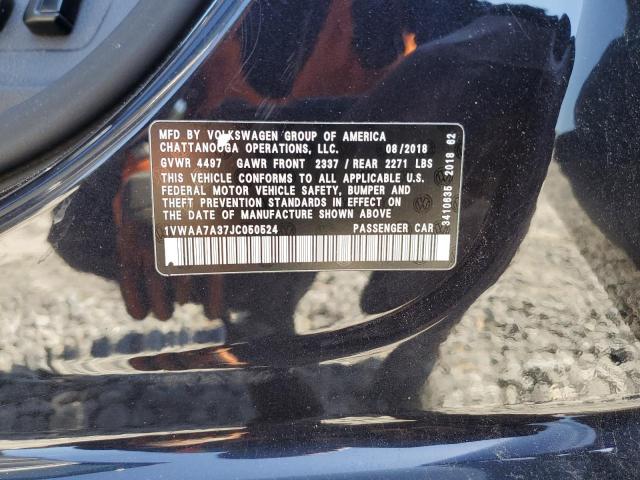 MFD BY VOLKSWAGEN GROUP OF AMERICA
CHATTANOOGA OPERATIONS, LLC. 08/2018
GVWR 4497 GAWR FRONT 2337 / REAR 2271 LBS
THIS VEHICLE CONFORMS TO ALL APPLICABLE U.S.
FEDERAL MOTOR VEHICLE SAFETY, BUMPER AND
THEFT PREVENTION STANDARDS IN EFFECT ON
DATE OF MANUFACTURE SHOWN ABOVE
1VWAA7A37JC050524 PASSENGER CAR
3410635 2018 62